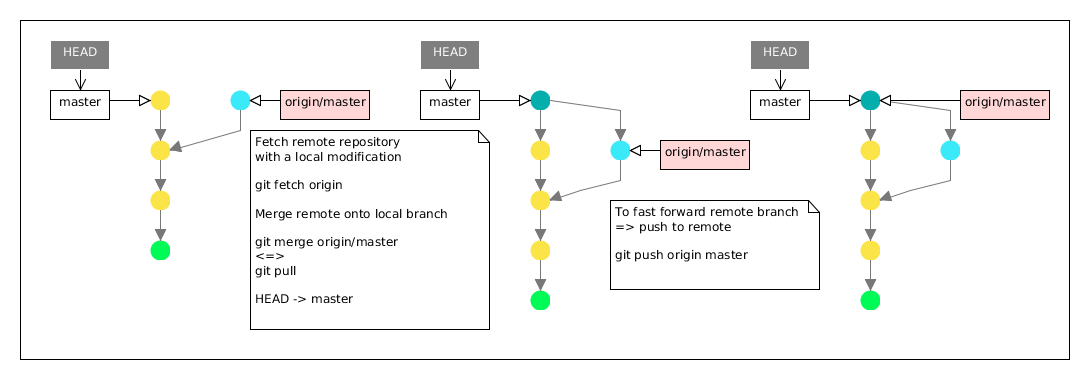 HEAD
master
origin/master
Fetch remote repository
with a local modification
git fetch origin
Merge remote onto local branch
git merge origin/master
<=>
git pull
HEAD -> master
HEAD
master
origin/master
To fast forward remote branch
=> push to remote
git push origin master
HEAD
master
origin/master